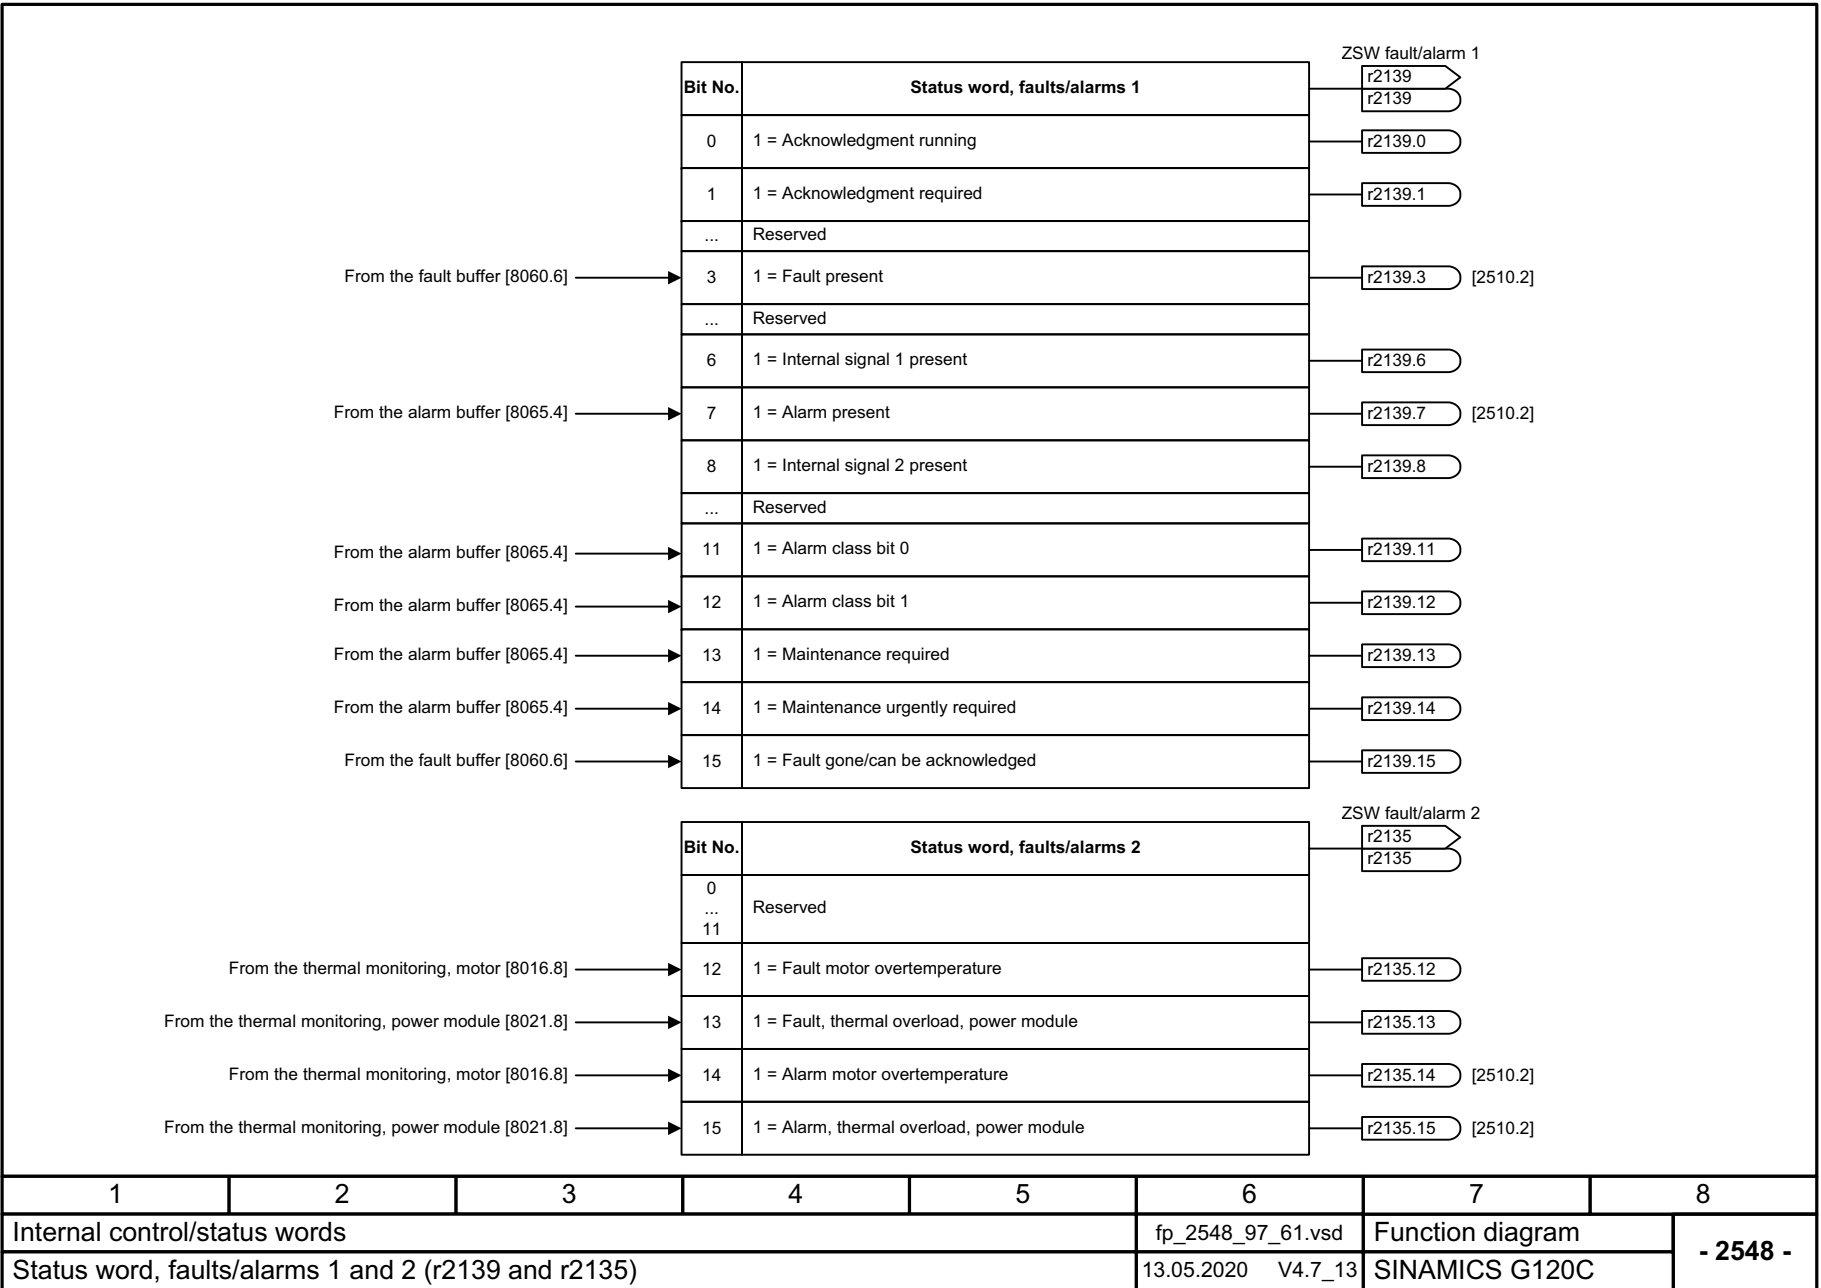 ZSW fault/alarm 1
Bit No. Status word, faults/alarms 1 r2139
r2139
0 1 = Acknowledgment running r2139.0
1 1 = Acknowledgment required r2139.1
... Reserved
From the fault buffer [8060.6] 3 1 = Fault present r2139.3 [2510.2]
... Reserved
6 1 = Internal signal 1 present r2139.6
From the alarm buffer [8065.4] 7 1 = Alarm present r2139.7 [2510.2]
8 1 = Internal signal 2 present r2139.8
... Reserved
From the alarm buffer [8065.4] 11 1 = Alarm class bit 0 r2139.11
From the alarm buffer [8065.4] 12 1 = Alarm class bit 1 r2139.12
From the alarm buffer [8065.4] 13 1 = Maintenance required r2139.13
From the alarm buffer [8065.4] 14 1 = Maintenance urgently required r2139.14
From the fault buffer [8060.6] 15 1 = Fault gone/can be acknowledged r2139.15
ZSW fault/alarm 2
Bit No. Status word, faults/alarms 2 r2135
r2135
0
... Reserved
11
From the thermal monitoring, motor [8016.8] 12 1 = Fault motor overtemperature r2135.12
From the thermal monitoring, power module [8021.8] 13 1 = Fault, thermal overload, power module r2135.13
From the thermal monitoring, motor [8016.8] 14 1 = Alarm motor overtemperature r2135.14 [2510.2]
From the thermal monitoring, power module [8021.8] 15 1 = Alarm, thermal overload, power module r2135.15 [2510.2]
1 2 3 4 5 6 7 8
Internal control/status words fp_2548_97_61.vsd Function diagram - 2548 -
Status word, faults/alarms 1 and 2 (r2139 and r2135) 13.05.2020 V4.7_13 SINAMICS G120C